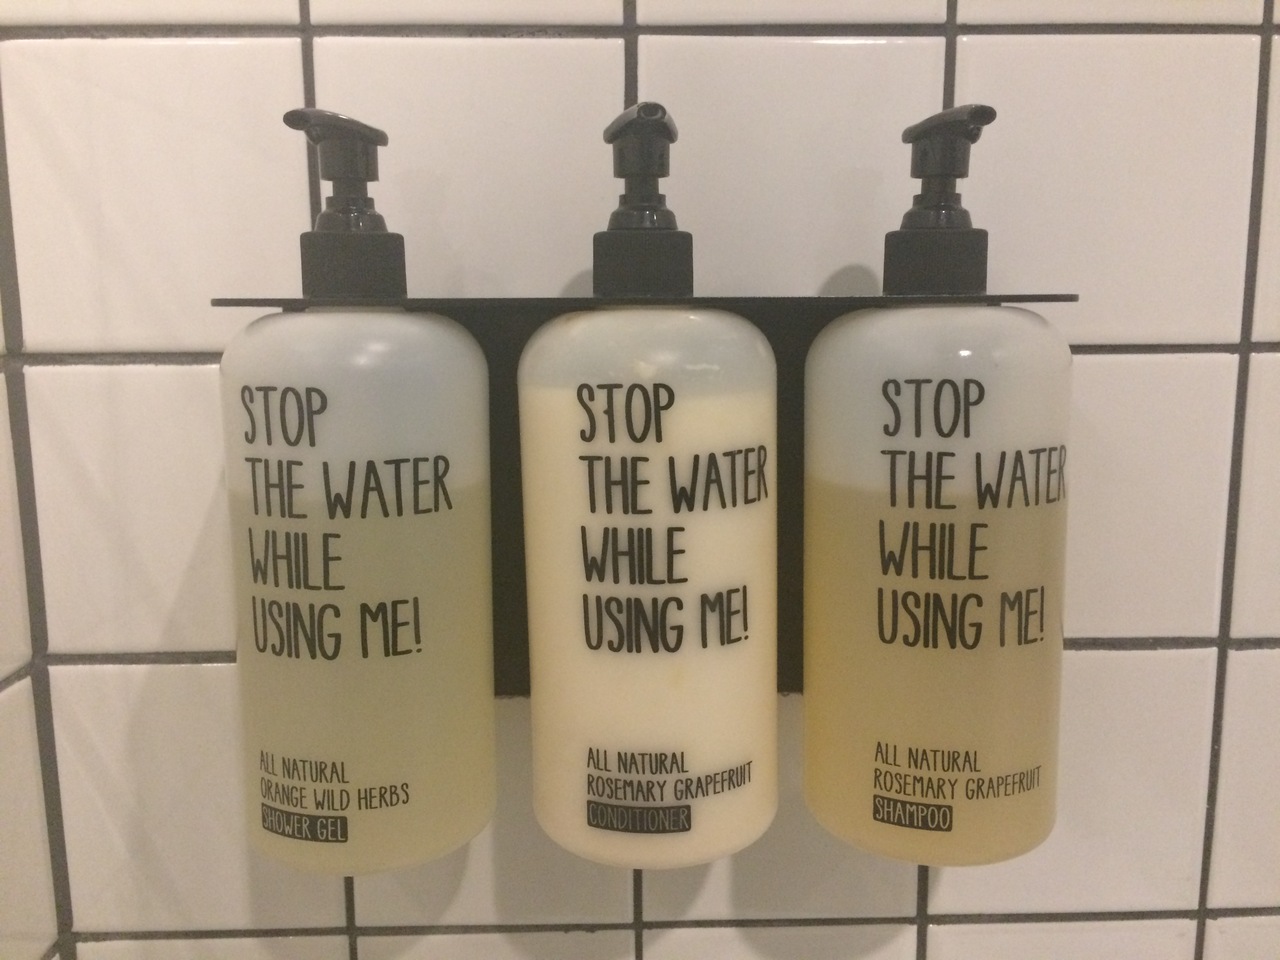 STOP
THE WATER
WHILE
USING ME!
ALL NATURAL
ORANGE WILD HERBS
SHOWER GEL
STOP
THE WATER
WHILE
USING ME!
ALL NATURAL
ROSEMARY GRAPEFRUIT
CONDITIONER
STOP
THE WATER
WHILE
USING ME!
ALL NATURAL
ROSEMARY GRAPEFRUIT
SHAMPOO